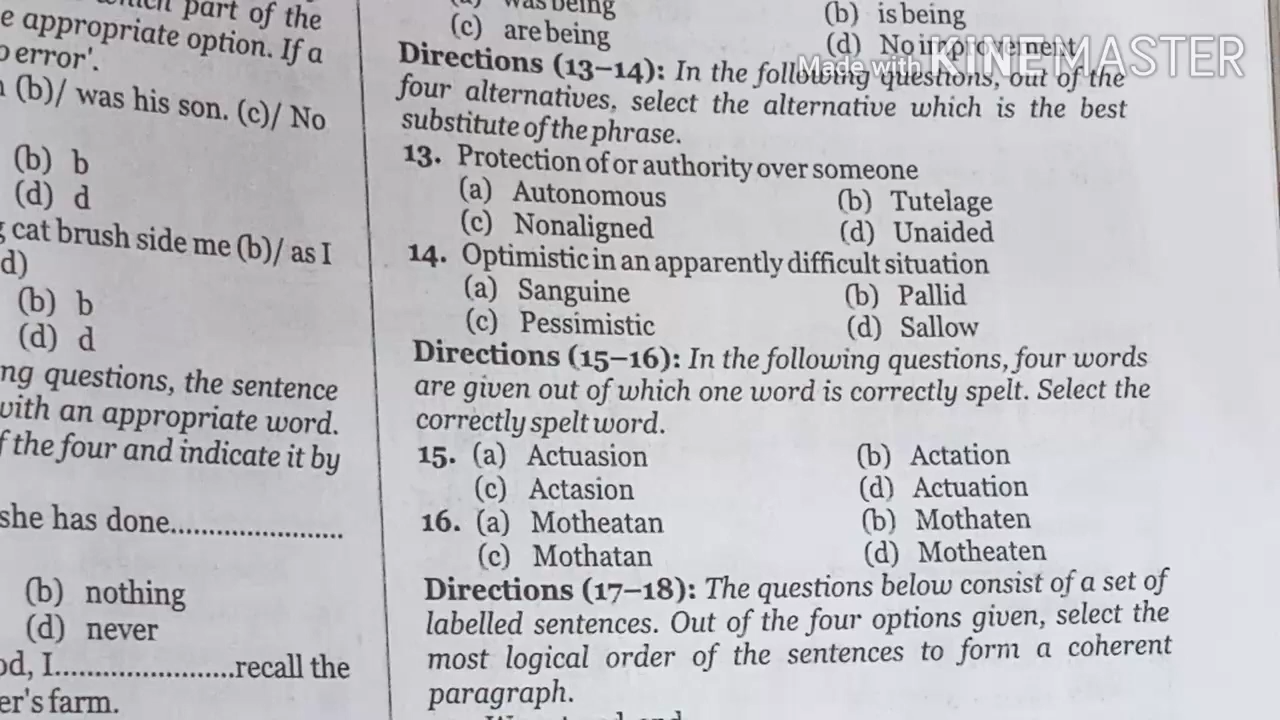 part of the
e appropriate option. If a
o error'.
(b)/ was his son. (c)/ No
(b) b
(d) d
cat brush side me (b)/ as I
d)
(b) b
(d) d
ng questions, the sentence
with an appropriate word.
f the four and indicate it by
she has done......................
(b) nothing
(d) never
od, I.......................recall the
er's farm.
was being
(b) is being
(c) are being
(d) No improvement
Made with KINEMASTER
Directions (13–14): In the following questions, out of the
four alternatives, select the alternative which is the best
substitute of the phrase.
13. Protection of or authority over someone
(a) Autonomous (b) Tutelage
(c) Nonaligned (d) Unaided
14. Optimistic in an apparently difficult situation
(a) Sanguine (b) Pallid
(c) Pessimistic (d) Sallow
Directions (15–16): In the following questions, four words
are given out of which one word is correctly spelt. Select the
correctly spelt word.
15. (a) Actuasion (b) Actation
(c) Actasion (d) Actuation
16. (a) Motheatan (b) Mothaten
(c) Mothatan (d) Motheaten
Directions (17–18): The questions below consist of a set of
labelled sentences. Out of the four options given, select the
most logical order of the sentences to form a coherent
paragraph.